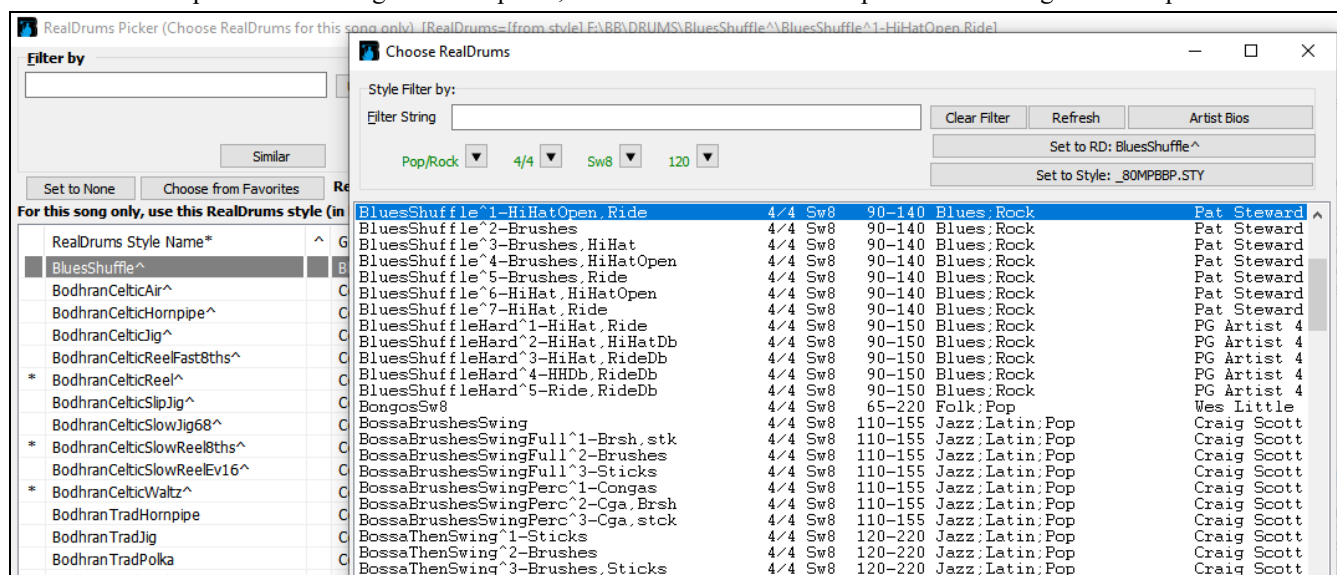 RealDrums Picker (Choose RealDrums for this song only) [RealDrums=[from style] F:\BB\DRUMS\BluesShuffle^\BluesShuffle^1-HiHatOpen,Ride]
Filter by
Similar
Set to None Choose from Favorites Re
For this song only, use this RealDrums style (in
RealDrums Style Name* ^ G
BluesShuffle^ B
BodhranCelticAir^ C
BodhranCelticHornpipe^ C
BodhranCelticJig^ C
BodhranCelticReelFast8ths^ C
* BodhranCelticReel^ C
BodhranCelticSlipJig^ C
BodhranCelticSlowJig68^ C
* BodhranCelticSlowReel8ths^ C
BodhranCelticSlowReelEv16^ C
* BodhranCelticWaltz^ C
BodhranTradHornpipe C
BodhranTradJig C
BodhranTradPolka C
Choose RealDrums
Style Filter by:
Filter String Clear Filter Refresh Artist Bios
Set to RD: BluesShuffle^
Pop/Rock 4/4 Sw8 120
Set to Style: _80MPBBP.STY
BluesShuffle^1-HiHatOpen,Ride 4/4 Sw8 90-140 Blues;Rock Pat Steward
BluesShuffle^2-Brushes 4/4 Sw8 90-140 Blues;Rock Pat Steward
BluesShuffle^3-Brushes,HiHat 4/4 Sw8 90-140 Blues;Rock Pat Steward
BluesShuffle^4-Brushes,HiHatOpen 4/4 Sw8 90-140 Blues;Rock Pat Steward
BluesShuffle^5-Brushes,Ride 4/4 Sw8 90-140 Blues;Rock Pat Steward
BluesShuffle^6-HiHat,HiHatOpen 4/4 Sw8 90-140 Blues;Rock Pat Steward
BluesShuffle^7-HiHat,Ride 4/4 Sw8 90-140 Blues;Rock Pat Steward
BluesShuffleHard^1-HiHat,Ride 4/4 Sw8 90-150 Blues;Rock PG Artist 4
BluesShuffleHard^2-HiHat,HiHatDb 4/4 Sw8 90-150 Blues;Rock PG Artist 4
BluesShuffleHard^3-HiHat,RideDb 4/4 Sw8 90-150 Blues;Rock PG Artist 4
BluesShuffleHard^4-HHDb,RideDb 4/4 Sw8 90-150 Blues;Rock PG Artist 4
BluesShuffleHard^5-Ride,RideDb 4/4 Sw8 90-150 Blues;Rock PG Artist 4
BongosSw8 4/4 Sw8 65-220 Folk;Pop Wes Little
BossaBrushesSwing 4/4 Sw8 110-155 Jazz;Latin;Pop Craig Scott
BossaBrushesSwingFull^1-Brsh,stk 4/4 Sw8 110-155 Jazz;Latin;Pop Craig Scott
BossaBrushesSwingFull^2-Brushes 4/4 Sw8 110-155 Jazz;Latin;Pop Craig Scott
BossaBrushesSwingFull^3-Sticks 4/4 Sw8 110-155 Jazz;Latin;Pop Craig Scott
BossaBrushesSwingPerc^1-Congas 4/4 Sw8 110-155 Jazz;Latin;Pop Craig Scott
BossaBrushesSwingPerc^2-Cga,Brsh 4/4 Sw8 110-155 Jazz;Latin;Pop Craig Scott
BossaBrushesSwingPerc^3-Cga,stck 4/4 Sw8 110-155 Jazz;Latin;Pop Craig Scott
BossaThenSwing^1-Sticks 4/4 Sw8 120-220 Jazz;Latin;Pop Craig Scott
BossaThenSwing^2-Brushes 4/4 Sw8 120-220 Jazz;Latin;Pop Craig Scott
BossaThenSwing^3-Brushes,Sticks 4/4 Sw8 120-220 Jazz;Latin;Pop Craig Scott